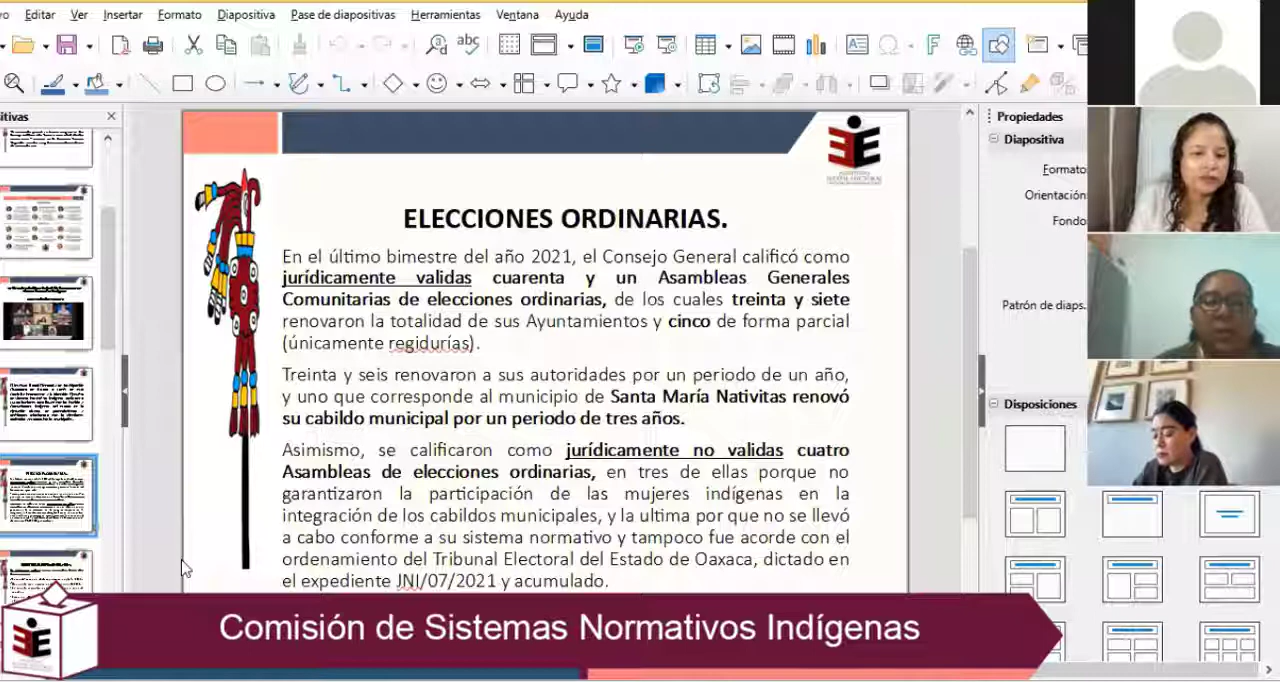 Editar Ver Insertar Formato Diapositiva Pase de diapositivas Herramientas Ventana Ayuda
itivas
Propiedades
Diapositiva
Formato
Orientación
Fondo
Patrón de diaps.
Disposiciones
ELECCIONES ORDINARIAS.
En el último bimestre del año 2021, el Consejo General calificó como
jurídicamente validas cuarenta y un Asambleas Generales
Comunitarias de elecciones ordinarias, de los cuales treinta y siete
renovaron la totalidad de sus Ayuntamientos y cinco de forma parcial
(únicamente regidurías).
Treinta y seis renovaron a sus autoridades por un periodo de un año,
y uno que corresponde al municipio de Santa María Nativitas renovó
su cabildo municipal por un periodo de tres años.
Asimismo, se calificaron como jurídicamente no validas cuatro
Asambleas de elecciones ordinarias, en tres de ellas porque no
garantizaron la participación de las mujeres indígenas en la
integración de los cabildos municipales, y la ultima por que no se llevó
a cabo conforme a su sistema normativo y tampoco fue acorde con el
ordenamiento del Tribunal Electoral del Estado de Oaxaca, dictado en
el expediente JNI/07/2021 y acumulado.
Comisión de Sistemas Normativos Indígenas